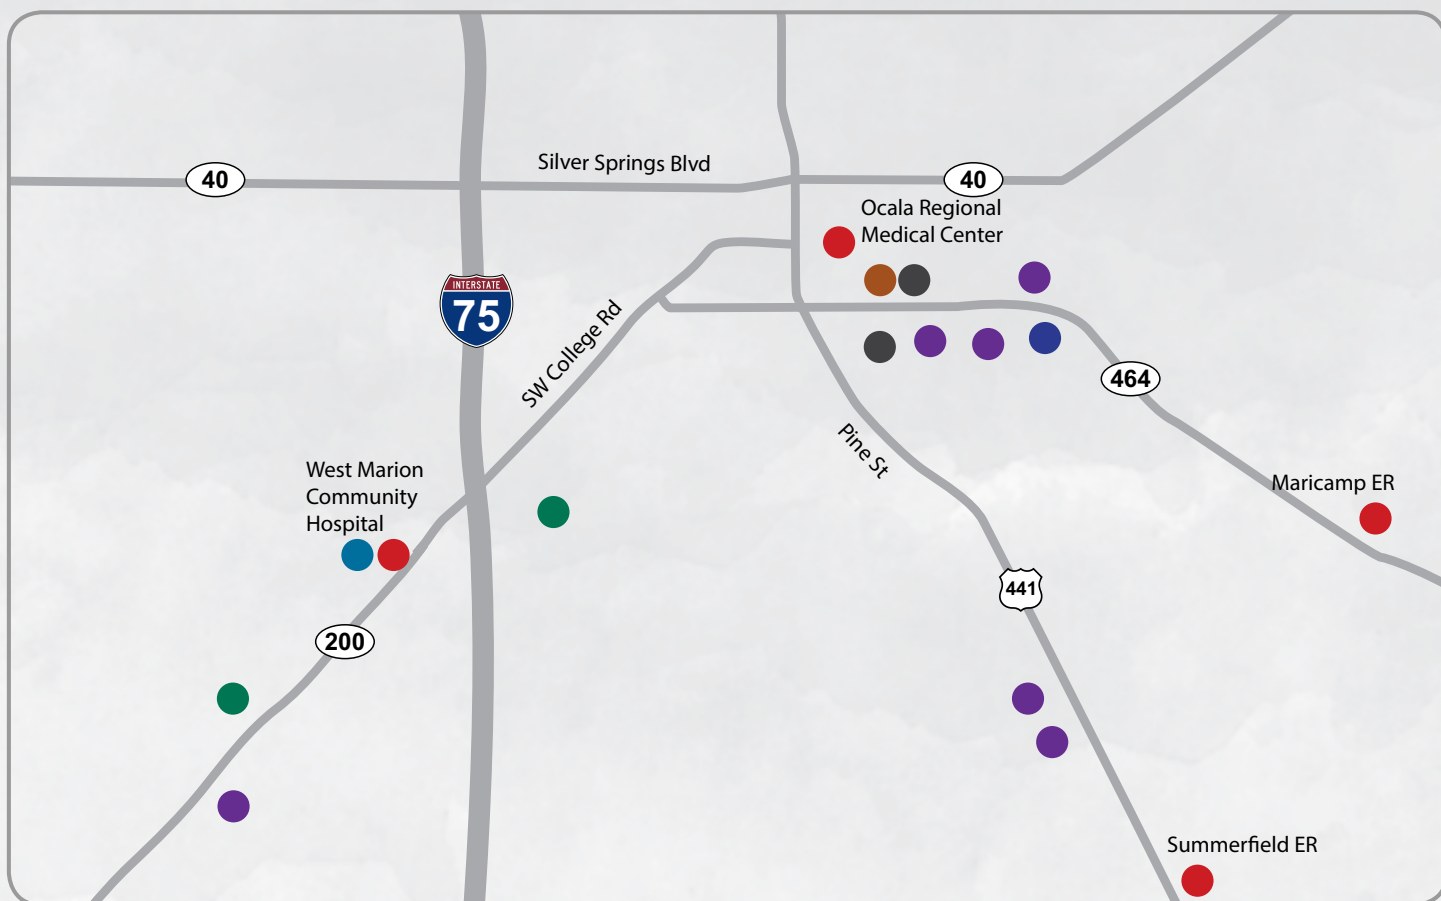 Silver Springs Blvd
40
40
Ocala Regional
Medical Center
INTERSTATE
75
SW College Rd
464
Pine St
West Marion
Community
Hospital
Maricamp ER
441
200
Summerfield ER